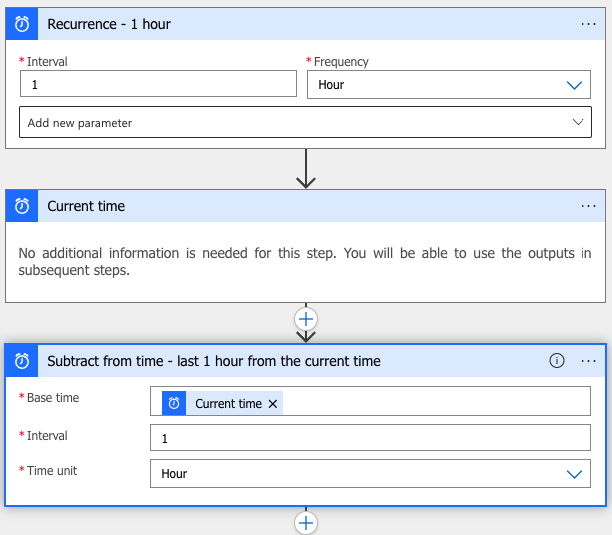 Recurrence - 1 hour
* Interval
* Frequency
1
Hour
Add new parameter
Current time
No additional information is needed for this step. You will be able to use the outputs in
subsequent steps.
Subtract from time - last 1 hour from the current time
* Base time
Current time
* Interval
1
* Time unit
Hour